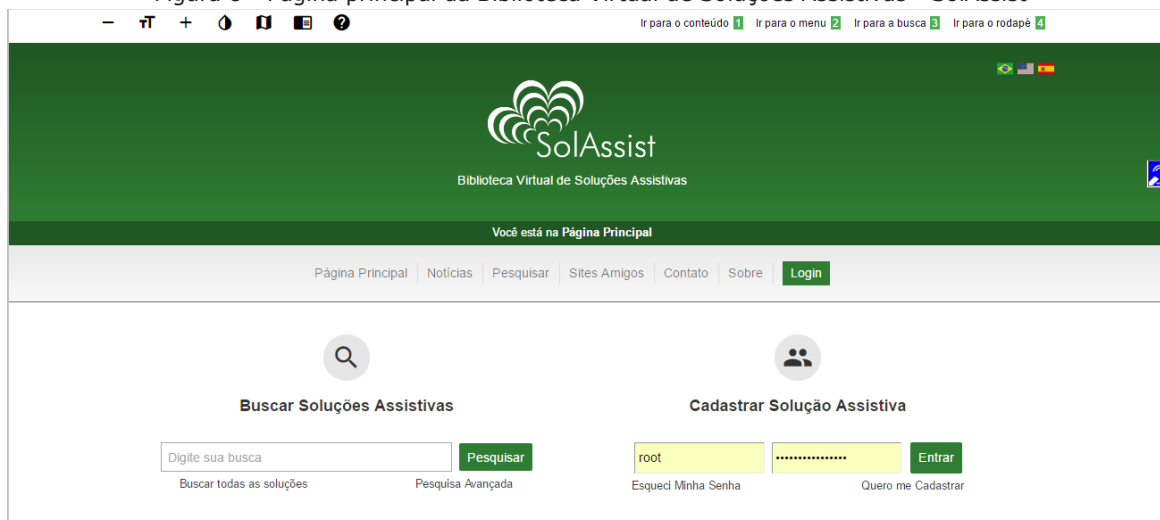 Figura 6 - Página principal da Biblioteca Virtual de Soluções Assistivas - SolAssist
− тT + ?
Ir para o conteúdo 1 Ir para o menu 2 Ir para a busca 3 Ir para o rodapé 4
SolAssist
Biblioteca Virtual de Soluções Assistivas
Você está na Página Principal
Página Principal Notícias Pesquisar Sites Amigos Contato Sobre Login
Buscar Soluções Assistivas
Digite sua busca Pesquisar
Buscar todas as soluções Pesquisa Avançada
Cadastrar Solução Assistiva
root •••••••••••••••• Entrar
Esqueci Minha Senha Quero me Cadastrar